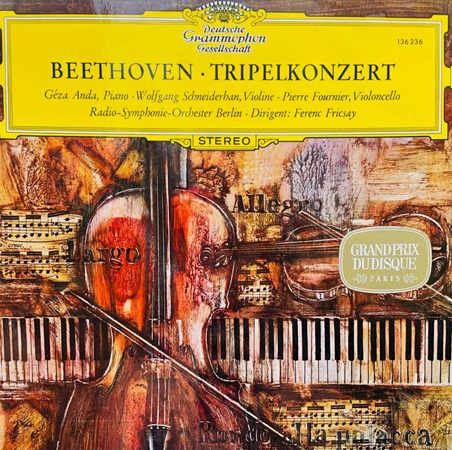 Deutsche
Grammophon
Gesellschaft
136 236
BEETHOVEN · TRIPELKONZERT
Géza Anda, Piano · Wolfgang Schneiderhan, Violine · Pierre Fournier, Violoncello
Radio-Symphonie-Orchester Berlin · Dirigent: Ferenc Fricsay
STEREO
Allegro
Largo
GRAND PRIX
DU DISQUE
PARIS
Rondo alla polacca